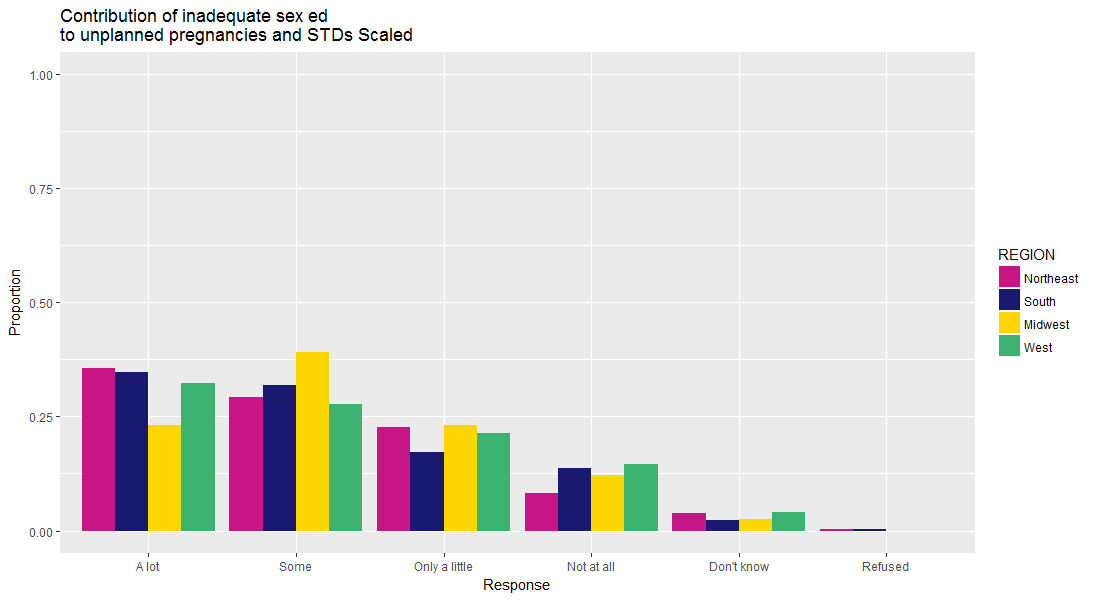 Contribution of inadequate sex ed
to unplanned pregnancies and STDs Scaled
1.00
0.75
0.50
0.25
0.00
Proportion
A lot
Some
Only a little
Not at all
Don't know
Refused
Response
REGION
Northeast
South
Midwest
West